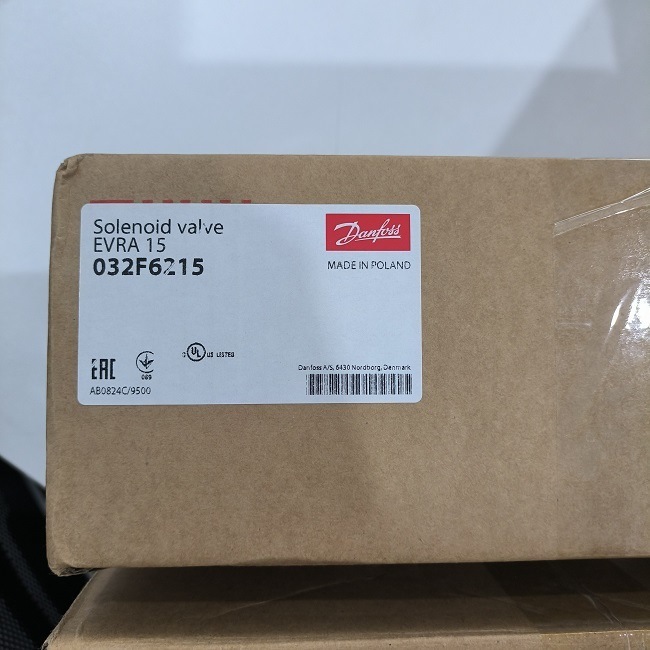 Solenoid valve
EVRA 15
032F6215
Danfoss
MADE IN POLAND
EAC
089
c UL US LISTED
AB0824C/9500
Danfoss A/S, 6430 Nordborg, Denmark